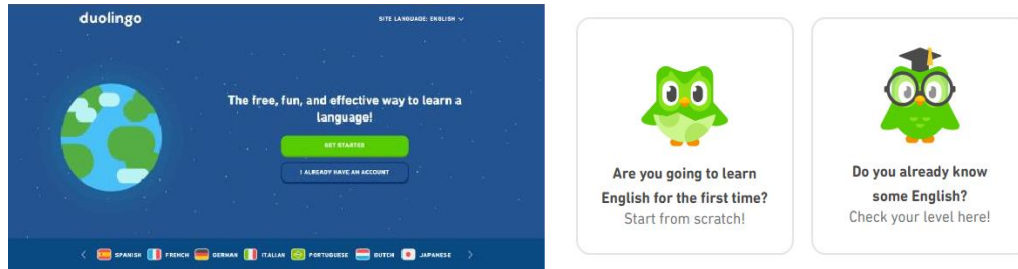 duolingo
SITE LANGUAGE: ENGLISH
The free, fun, and effective way to learn a
language!
GET STARTED
I ALREADY HAVE AN ACCOUNT
SPANISH FRENCH GERMAN ITALIAN PORTUGUESE DUTCH JAPANESE
Are you going to learn
English for the first time?
Start from scratch!
Do you already know
some English?
Check your level here!